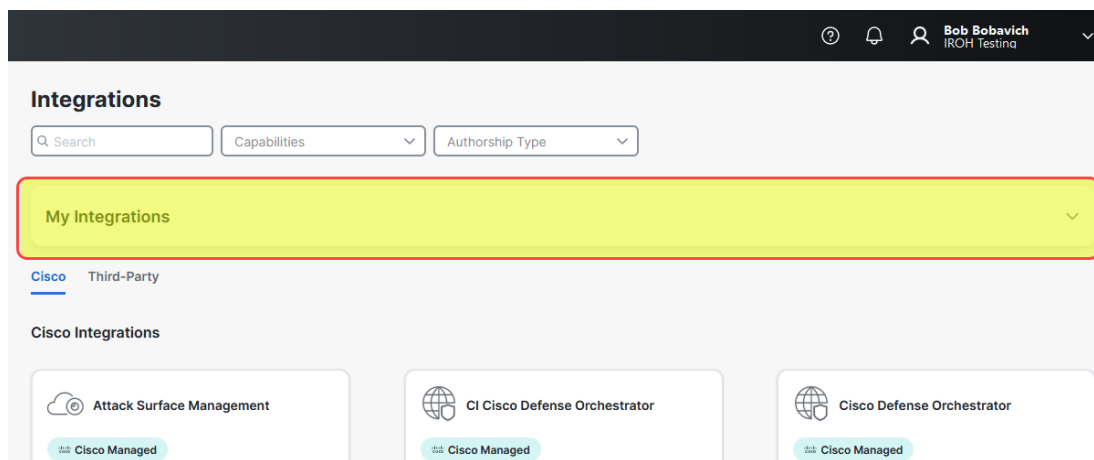 Bob Bobavich
IROH Testing
Integrations
Search
Capabilities
Authorship Type
My Integrations
Cisco Third-Party
Cisco Integrations
Attack Surface Management
CI Cisco Defense Orchestrator
Cisco Defense Orchestrator
Cisco Managed
Cisco Managed
Cisco Managed